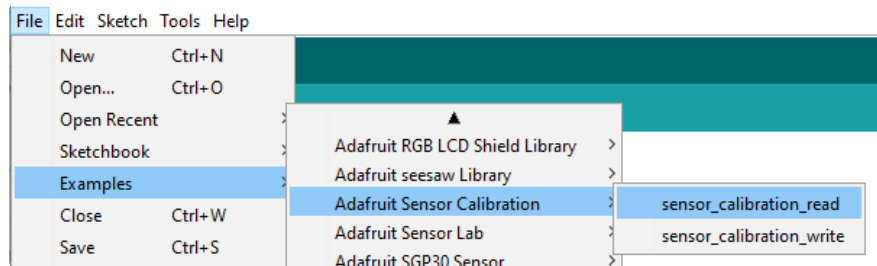 File Edit Sketch Tools Help
New Ctrl+N
Open... Ctrl+O
Open Recent
Sketchbook
Examples
Close Ctrl+W
Save Ctrl+S
Adafruit RGB LCD Shield Library
Adafruit seesaw Library
Adafruit Sensor Calibration
Adafruit Sensor Lab
Adafruit SGP30 Sensor
sensor_calibration_read
sensor_calibration_write